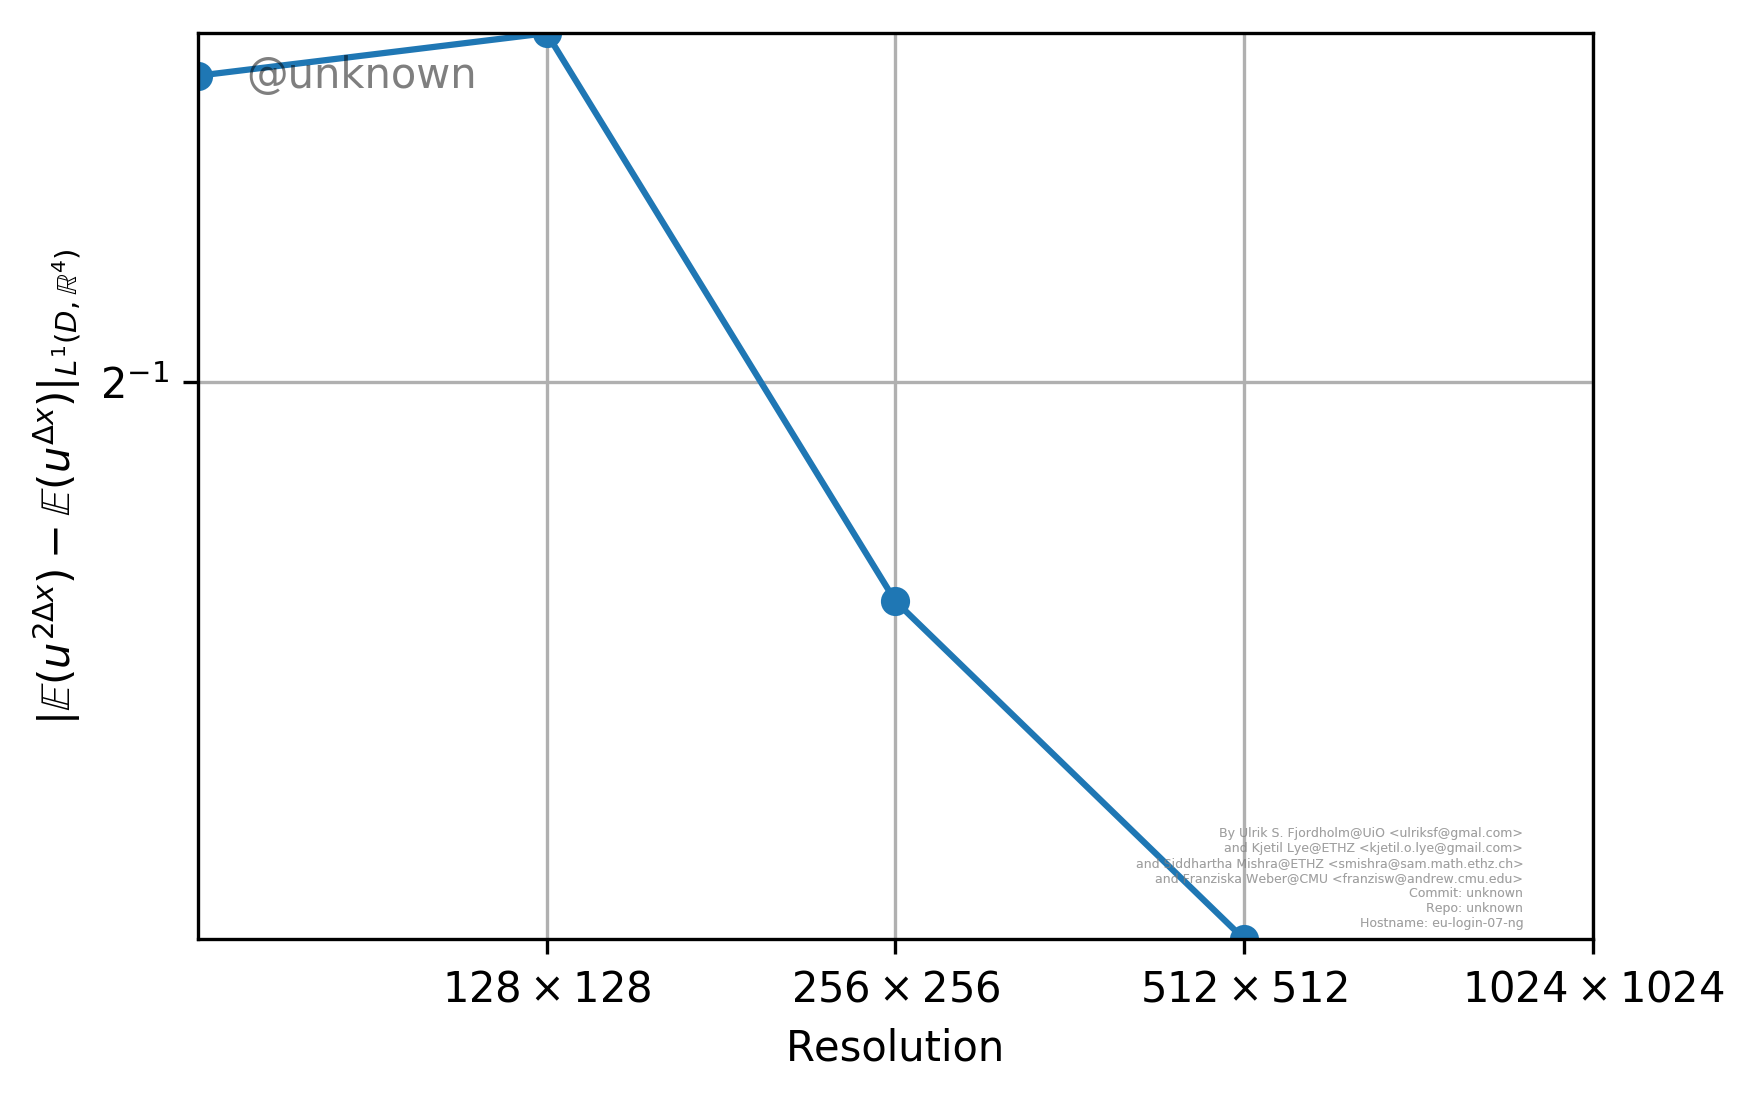 @unknown
|𝔼(u^{2Δx}) − 𝔼(u^{Δx})|_{L^1(D, ℝ^4)}
2^{−1}
By Ulrik S. Fjordholm@UiO <ulriksf@gmal.com>
and Kjetil Lye@ETHZ <kjetil.o.lye@gmail.com>
and Siddhartha Mishra@ETHZ <smishra@sam.math.ethz.ch>
and Franziska Weber@CMU <franzisw@andrew.cmu.edu>
Commit: unknown
Repo: unknown
Hostname: eu-login-07-ng
128 × 128 256 × 256 512 × 512 1024 × 1024
Resolution